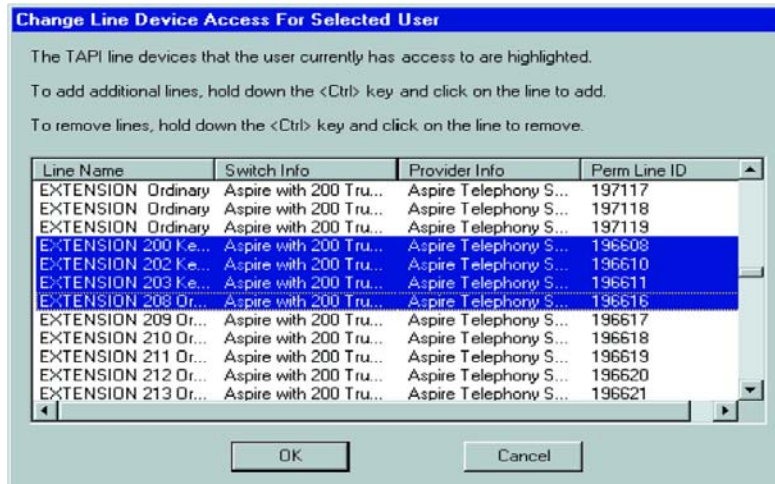 Change Line Device Access For Selected User
The TAPI line devices that the user currently has access to are highlighted.
To add additional lines, hold down the <Ctrl> key and click on the line to add.
To remove lines, hold down the <Ctrl> key and click on the line to remove.
Line Name Switch Info Provider Info Perm Line ID
EXTENSION Ordinary Aspire with 200 Tru... Aspire Telephony S... 197117
EXTENSION Ordinary Aspire with 200 Tru... Aspire Telephony S... 197118
EXTENSION Ordinary Aspire with 200 Tru... Aspire Telephony S... 197119
EXTENSION 200 Ke... Aspire with 200 Tru... Aspire Telephony S... 196608
EXTENSION 202 Ke... Aspire with 200 Tru... Aspire Telephony S... 196610
EXTENSION 203 Ke... Aspire with 200 Tru... Aspire Telephony S... 196611
EXTENSION 208 Or... Aspire with 200 Tru... Aspire Telephony S... 196616
EXTENSION 209 Or... Aspire with 200 Tru... Aspire Telephony S... 196617
EXTENSION 210 Or... Aspire with 200 Tru... Aspire Telephony S... 196618
EXTENSION 211 Or... Aspire with 200 Tru... Aspire Telephony S... 196619
EXTENSION 212 Or... Aspire with 200 Tru... Aspire Telephony S... 196620
EXTENSION 213 Or... Aspire with 200 Tru... Aspire Telephony S... 196621
OK Cancel